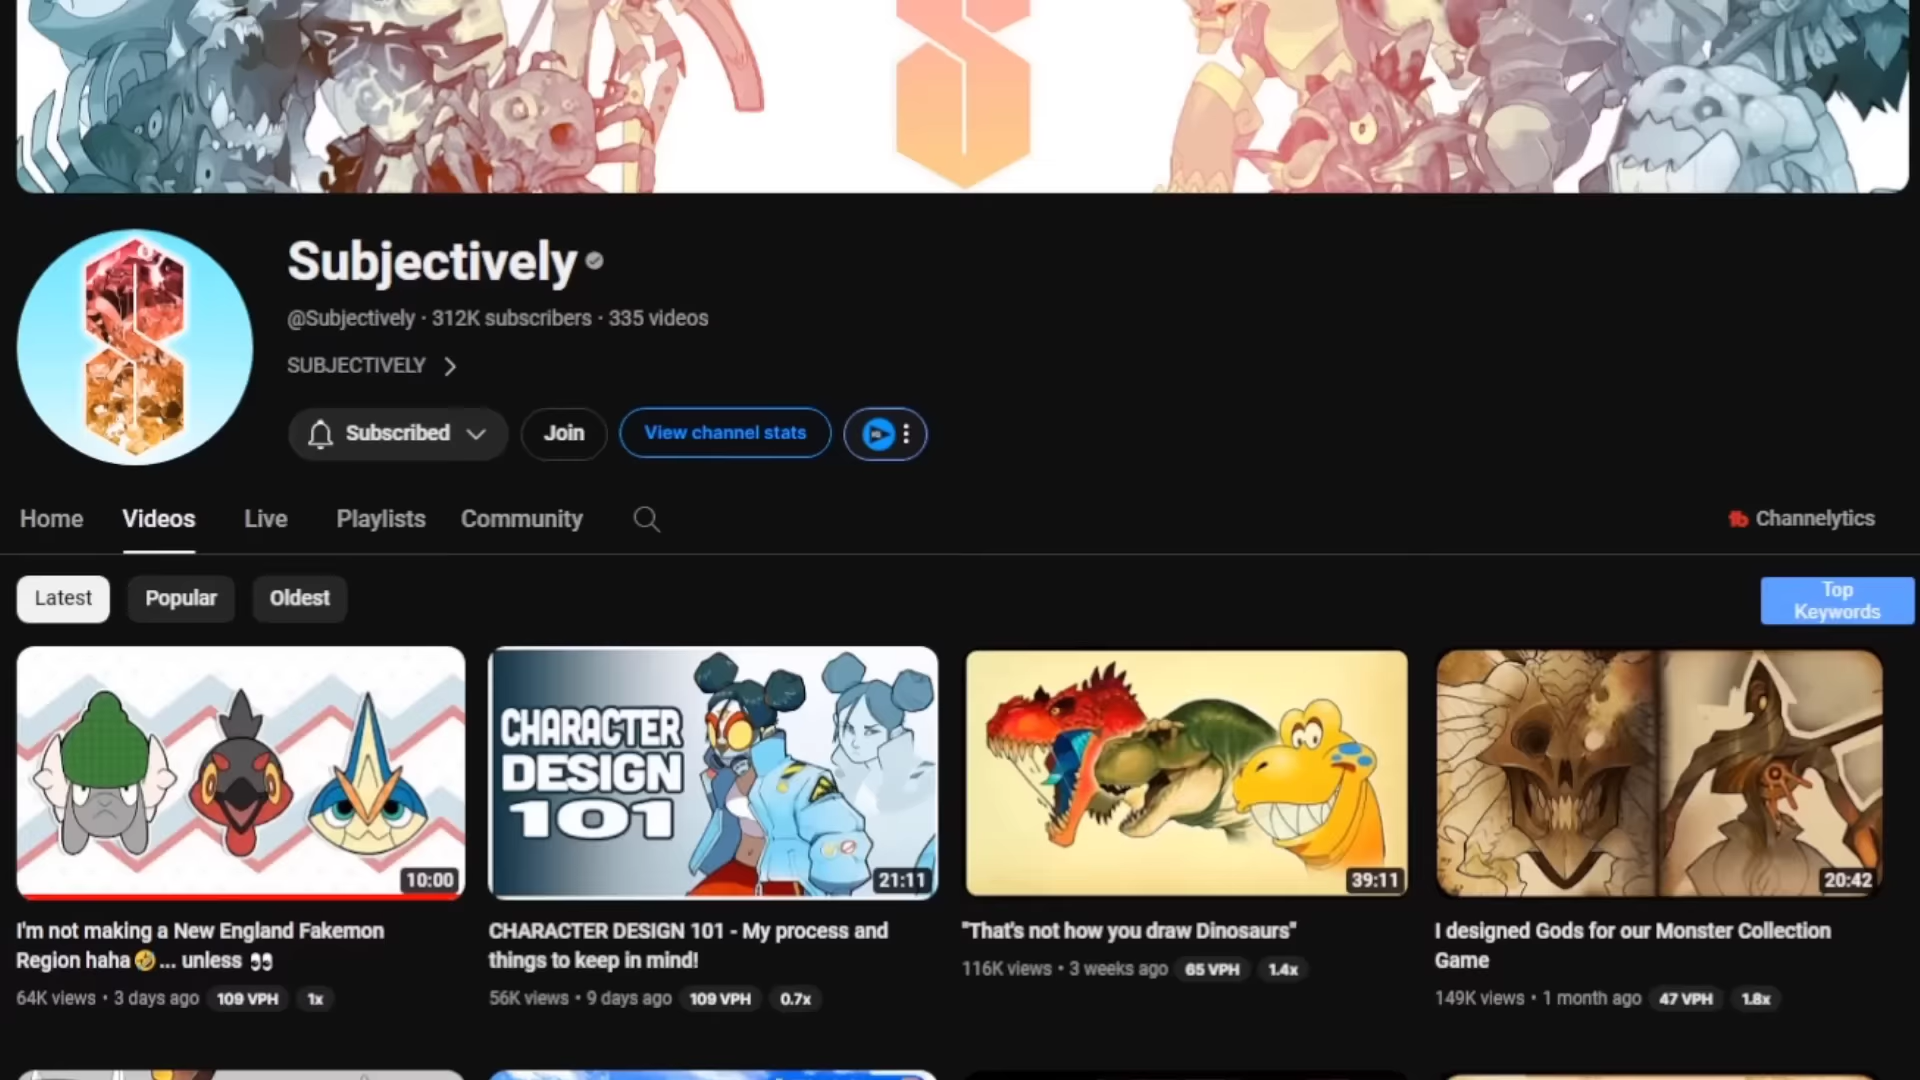 Subjectively
@Subjectively · 312K subscribers · 335 videos
SUBJECTIVELY
Subscribed
Join
View channel stats
Home
Videos
Live
Playlists
Community
Channelytics
Latest
Popular
Oldest
Top
Keywords
10:00
CHARACTER
DESIGN
101
21:11
39:11
20:42
I'm not making a New England Fakemon
Region haha🤣... unless 👀
64K views • 3 days ago 109 VPH 1x
CHARACTER DESIGN 101 - My process and
things to keep in mind!
56K views • 9 days ago 109 VPH 0.7x
"That's not how you draw Dinosaurs"
116K views • 3 weeks ago 65 VPH 1.4x
I designed Gods for our Monster Collection
Game
149K views • 1 month ago 47 VPH 1.8x